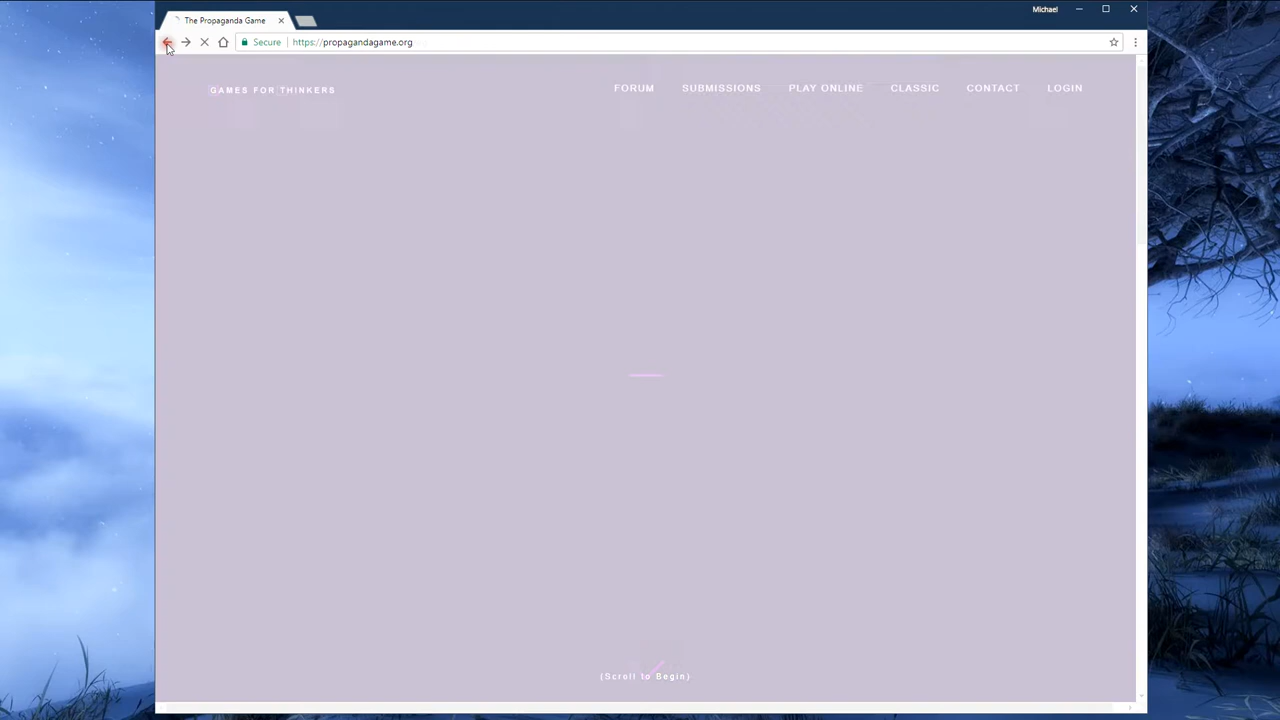 Michael
The Propaganda Game
Secure https://propagandagame.org
GAMES FOR THINKERS FORUM SUBMISSIONS PLAY ONLINE CLASSIC CONTACT LOGIN
(Scroll to Begin)